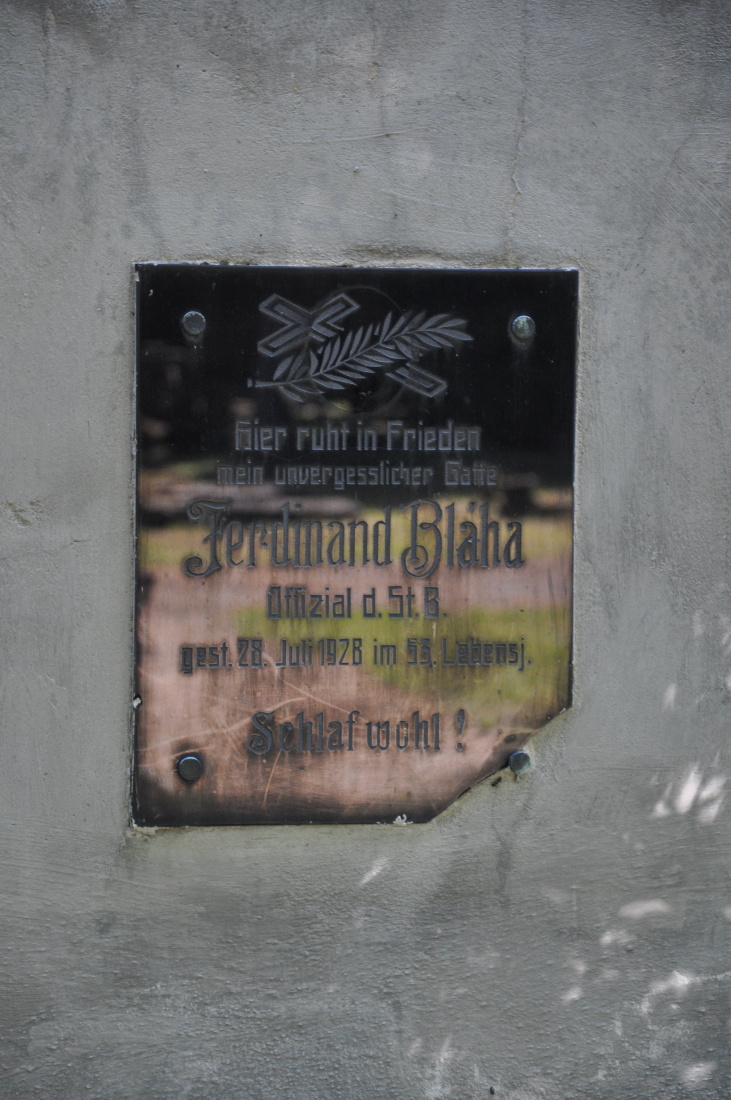 Hier ruht in Frieden
mein unvergesslicher Gatte
Ferdinand Bláha
Offizial d. St. B.
gest. 28. Juli 1928 im 53. Lebensj.
Schlaf wohl!